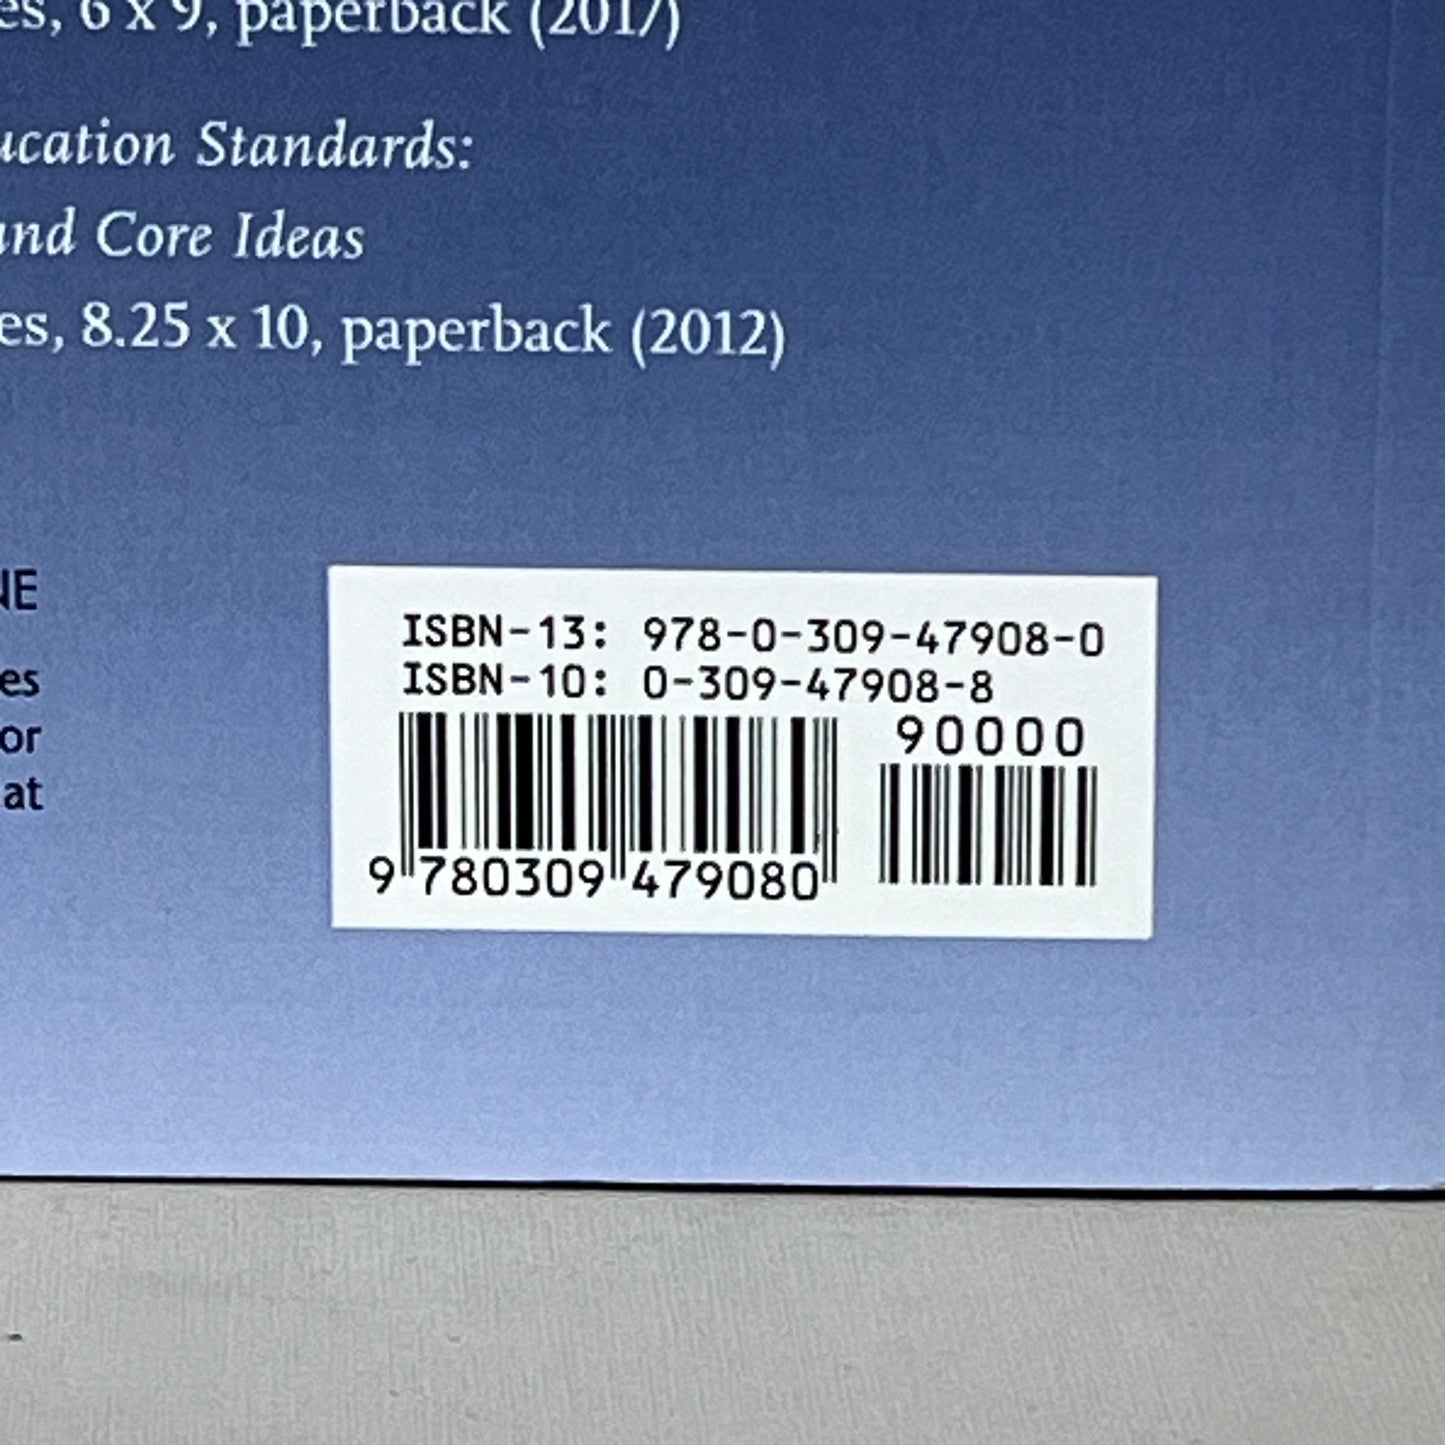 es, 6 x 9, paperback (2017)
ucation Standards:
and Core Ideas
es, 8.25 x 10, paperback (2012)
NE
es
or
at
ISBN-13: 978-0-309-47908-0
ISBN-10: 0-309-47908-8
90000
9 780309 479080